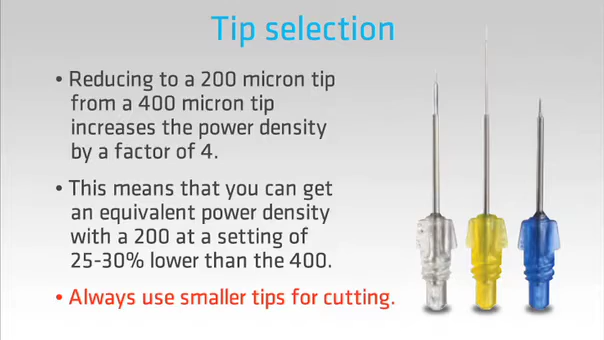 Tip selection
• Reducing to a 200 micron tip
from a 400 micron tip
increases the power density
by a factor of 4.
• This means that you can get
an equivalent power density
with a 200 at a setting of
25-30% lower than the 400.
• Always use smaller tips for cutting.